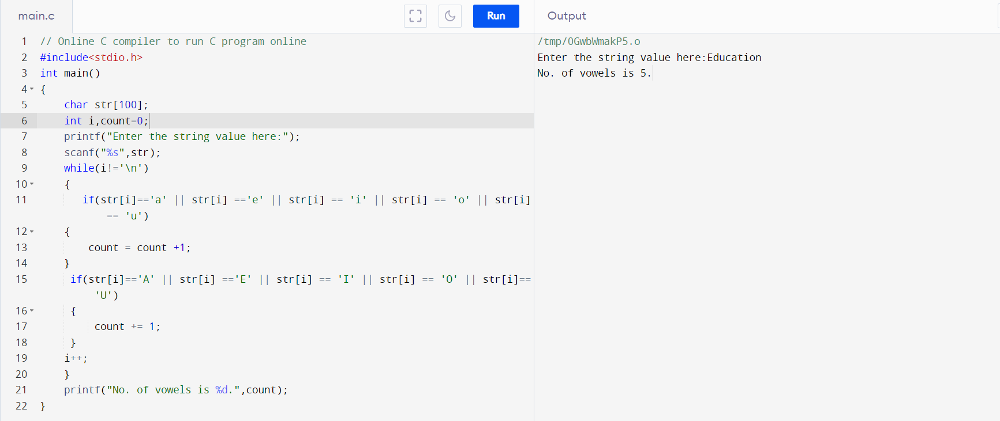 main.c
Run
Output
1 // Online C compiler to run C program online
2 #include<stdio.h>
3 int main()
4 {
5 char str[100];
6 int i,count=0;
7 printf("Enter the string value here:");
8 scanf("%s",str);
9 while(i!='\n')
10 {
11 if(str[i]=='a' || str[i] =='e' || str[i] == 'i' || str[i] == 'o' || str[i]
== 'u')
12 {
13 count = count +1;
14 }
15 if(str[i]=='A' || str[i] =='E' || str[i] == 'I' || str[i] == 'O' || str[i]==
'U')
16 {
17 count += 1;
18 }
19 i++;
20 }
21 printf("No. of vowels is %d.",count);
22 }
/tmp/0GwbWmakP5.o
Enter the string value here:Education
No. of vowels is 5.